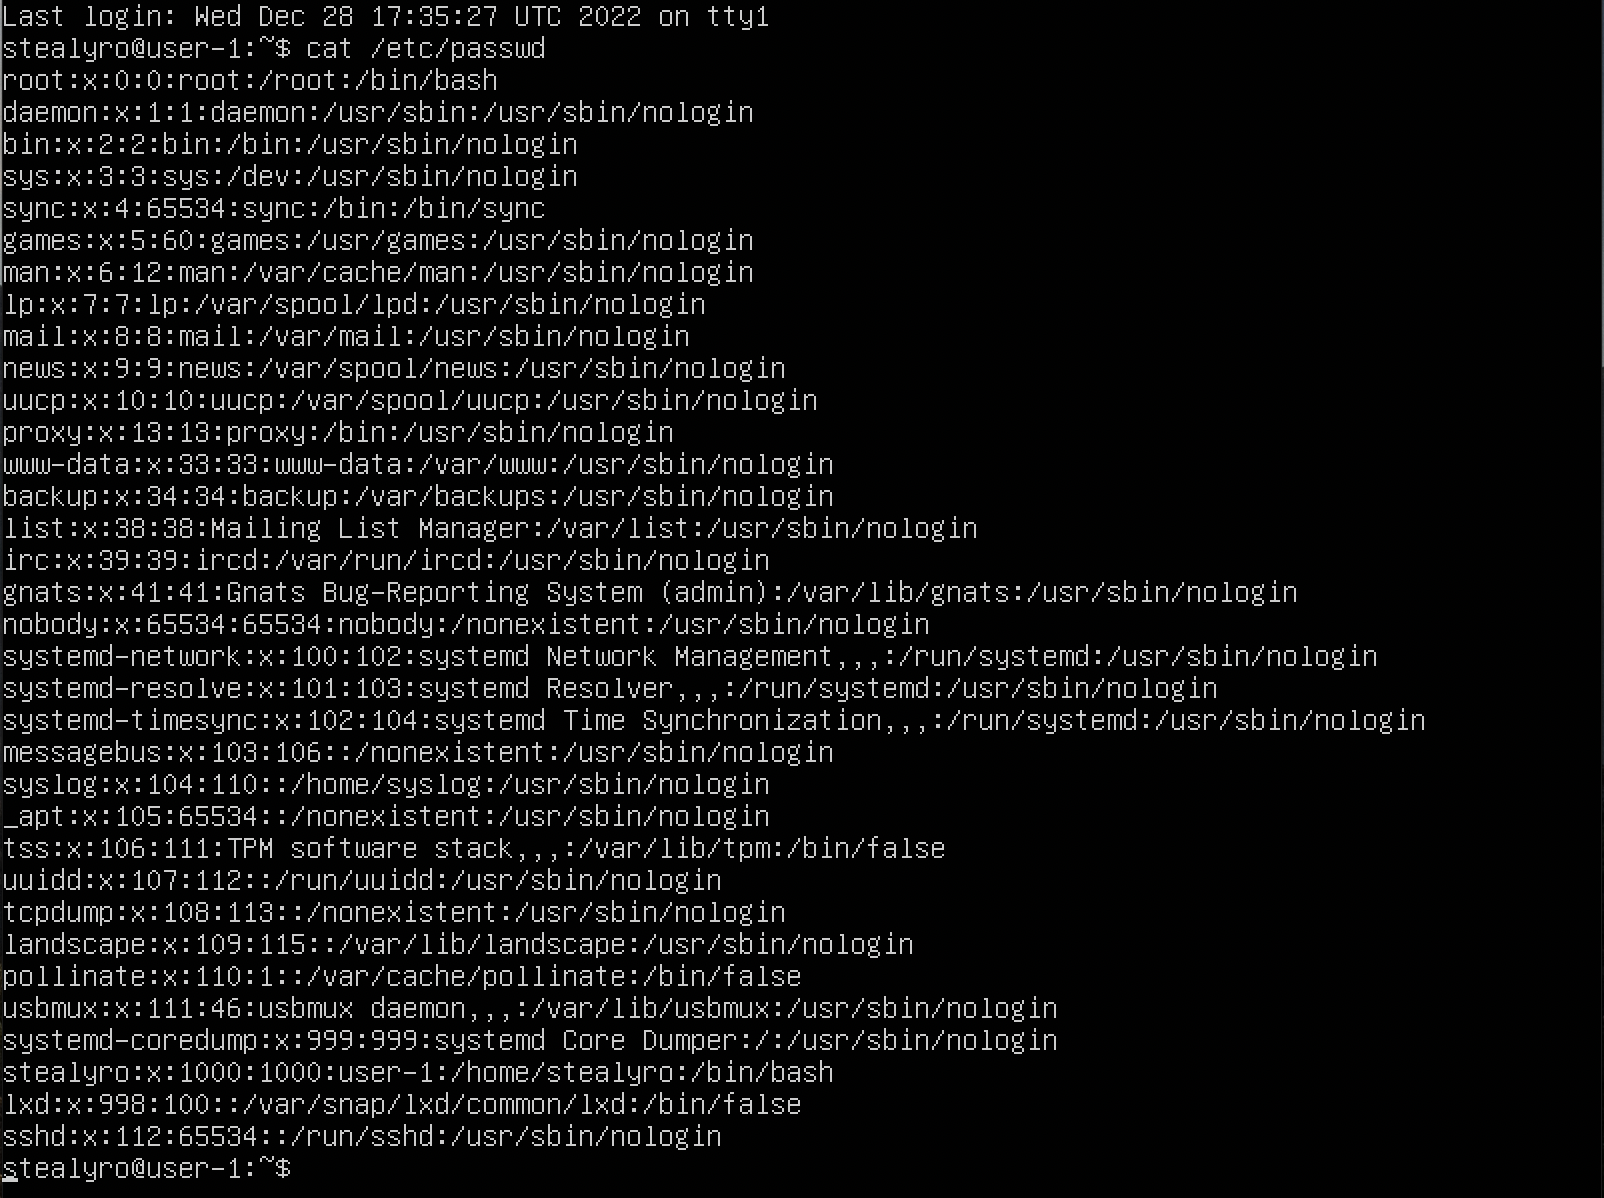 Last login: Wed Dec 28 17:35:27 UTC 2022 on tty1
stealyro@user-1:~$ cat /etc/passwd
root:x:0:0:root:/root:/bin/bash
daemon:x:1:1:daemon:/usr/sbin:/usr/sbin/nologin
bin:x:2:2:bin:/bin:/usr/sbin/nologin
sys:x:3:3:sys:/dev:/usr/sbin/nologin
sync:x:4:65534:sync:/bin:/bin/sync
games:x:5:60:games:/usr/games:/usr/sbin/nologin
man:x:6:12:man:/var/cache/man:/usr/sbin/nologin
lp:x:7:7:lp:/var/spool/lpd:/usr/sbin/nologin
mail:x:8:8:mail:/var/mail:/usr/sbin/nologin
news:x:9:9:news:/var/spool/news:/usr/sbin/nologin
uucp:x:10:10:uucp:/var/spool/uucp:/usr/sbin/nologin
proxy:x:13:13:proxy:/bin:/usr/sbin/nologin
www-data:x:33:33:www-data:/var/www:/usr/sbin/nologin
backup:x:34:34:backup:/var/backups:/usr/sbin/nologin
list:x:38:38:Mailing List Manager:/var/list:/usr/sbin/nologin
irc:x:39:39:ircd:/var/run/ircd:/usr/sbin/nologin
gnats:x:41:41:Gnats Bug-Reporting System (admin):/var/lib/gnats:/usr/sbin/nologin
nobody:x:65534:65534:nobody:/nonexistent:/usr/sbin/nologin
systemd-network:x:100:102:systemd Network Management,,,:/run/systemd:/usr/sbin/nologin
systemd-resolve:x:101:103:systemd Resolver,,,:/run/systemd:/usr/sbin/nologin
systemd-timesync:x:102:104:systemd Time Synchronization,,,:/run/systemd:/usr/sbin/nologin
messagebus:x:103:106::/nonexistent:/usr/sbin/nologin
syslog:x:104:110::/home/syslog:/usr/sbin/nologin
_apt:x:105:65534::/nonexistent:/usr/sbin/nologin
tss:x:106:111:TPM software stack,,,:/var/lib/tpm:/bin/false
uuidd:x:107:112::/run/uuidd:/usr/sbin/nologin
tcpdump:x:108:113::/nonexistent:/usr/sbin/nologin
landscape:x:109:115::/var/lib/landscape:/usr/sbin/nologin
pollinate:x:110:1::/var/cache/pollinate:/bin/false
usbmux:x:111:46:usbmux daemon,,,:/var/lib/usbmux:/usr/sbin/nologin
systemd-coredump:x:999:999:systemd Core Dumper:/:/usr/sbin/nologin
stealyro:x:1000:1000:user-1:/home/stealyro:/bin/bash
lxd:x:998:100::/var/snap/lxd/common/lxd:/bin/false
sshd:x:112:65534::/run/sshd:/usr/sbin/nologin
stealyro@user-1:~$